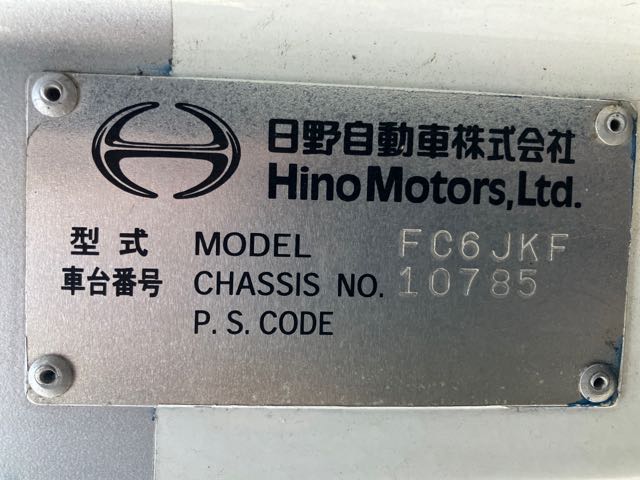 日野自動車株式会社
Hino Motors,Ltd.
型式 MODEL FC6JKF
車台番号 CHASSIS NO. 10785
P.S.CODE